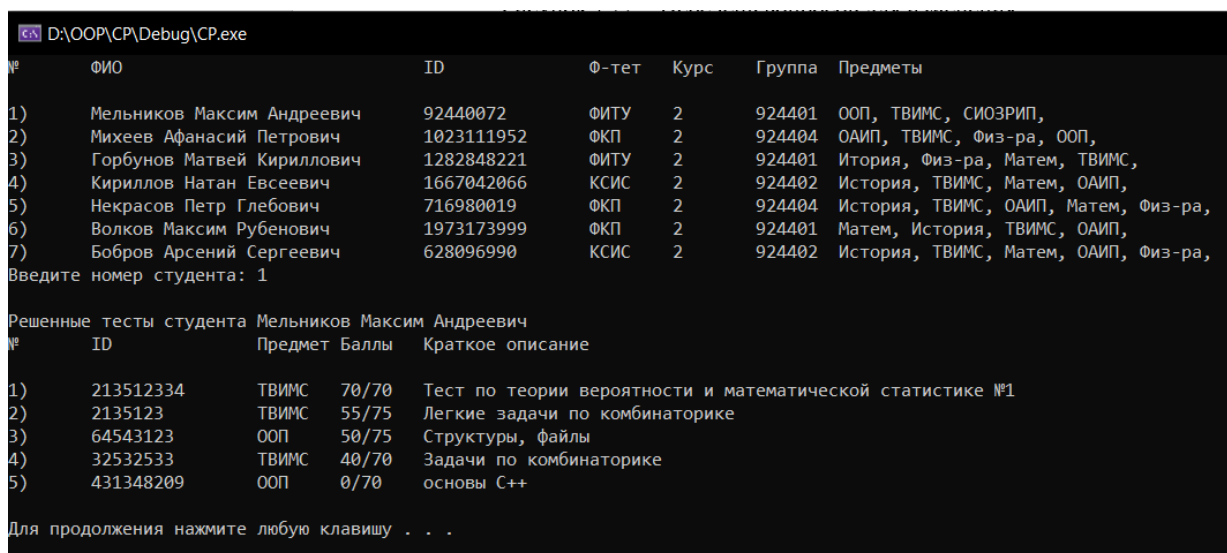 D:\OOP\CP\Debug\CP.exe
№ ФИО ID Ф-тет Курс Группа Предметы
1) Мельников Максим Андреевич 92440072 ФИТУ 2 924401 ООП, ТВИМС, СИОЗРИП,
2) Михеев Афанасий Петрович 1023111952 ФКП 2 924404 ОАИП, ТВИМС, Физ-ра, ООП,
3) Горбунов Матвей Кириллович 1282848221 ФИТУ 2 924401 Итория, Физ-ра, Матем, ТВИМС,
4) Кириллов Натан Евсеевич 1667042066 КСИС 2 924402 История, ТВИМС, Матем, ОАИП,
5) Некрасов Петр Глебович 716980019 ФКП 2 924404 История, ТВИМС, ОАИП, Матем, Физ-ра,
6) Волков Максим Рубенович 1973173999 ФКП 2 924401 Матем, История, ТВИМС, ОАИП,
7) Бобров Арсений Сергеевич 628096990 КСИС 2 924402 История, ТВИМС, Матем, ОАИП, Физ-ра,
Введите номер студента: 1
Решенные тесты студента Мельников Максим Андреевич
№ ID Предмет Баллы Краткое описание
1) 213512334 ТВИМС 70/70 Тест по теории вероятности и математической статистике №1
2) 2135123 ТВИМС 55/75 Легкие задачи по комбинаторике
3) 64543123 ООП 50/75 Структуры, файлы
4) 32532533 ТВИМС 40/70 Задачи по комбинаторике
5) 431348209 ООП 0/70 основы С++
Для продолжения нажмите любую клавишу . . .